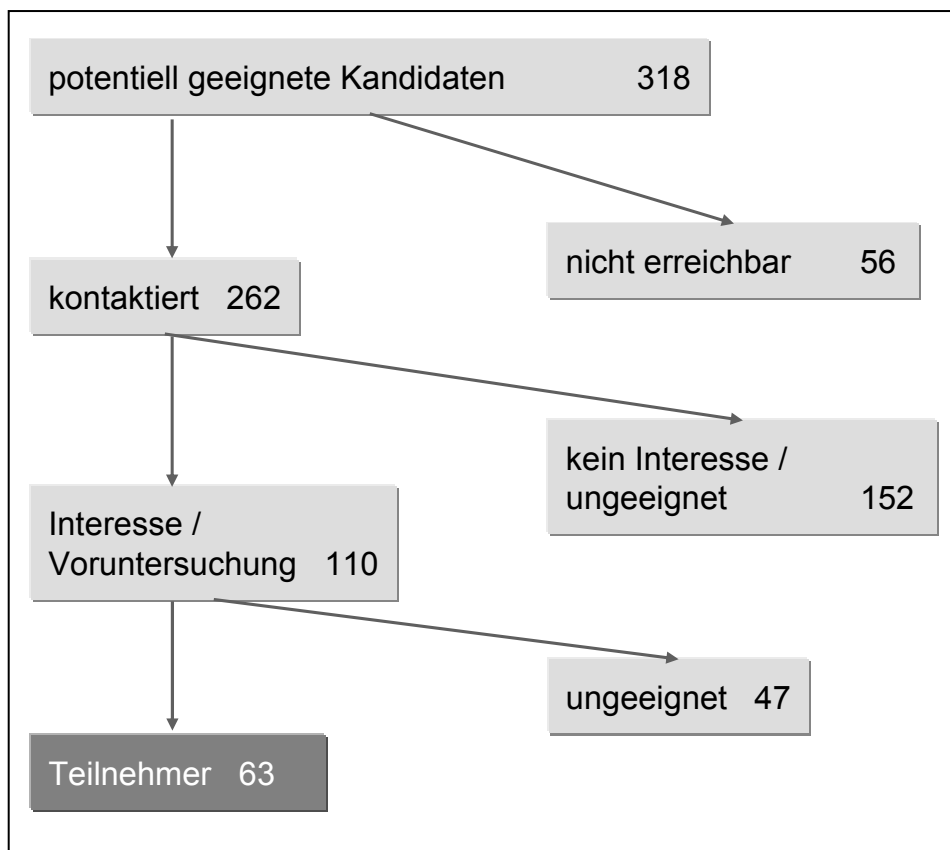 potentiell geeignete Kandidaten 318
nicht erreichbar 56
kontaktiert 262
kein Interesse /
ungeeignet 152
Interesse /
Voruntersuchung 110
ungeeignet 47
Teilnehmer 63